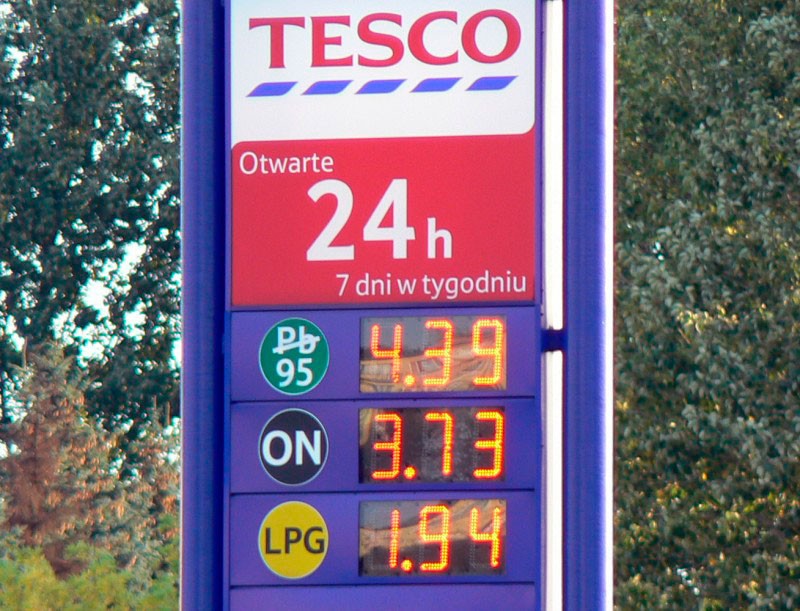 TESCO
Otwarte
24h
7 dni w tygodniu
Pb 4.39
95
ON 3.73
LPG 1.94